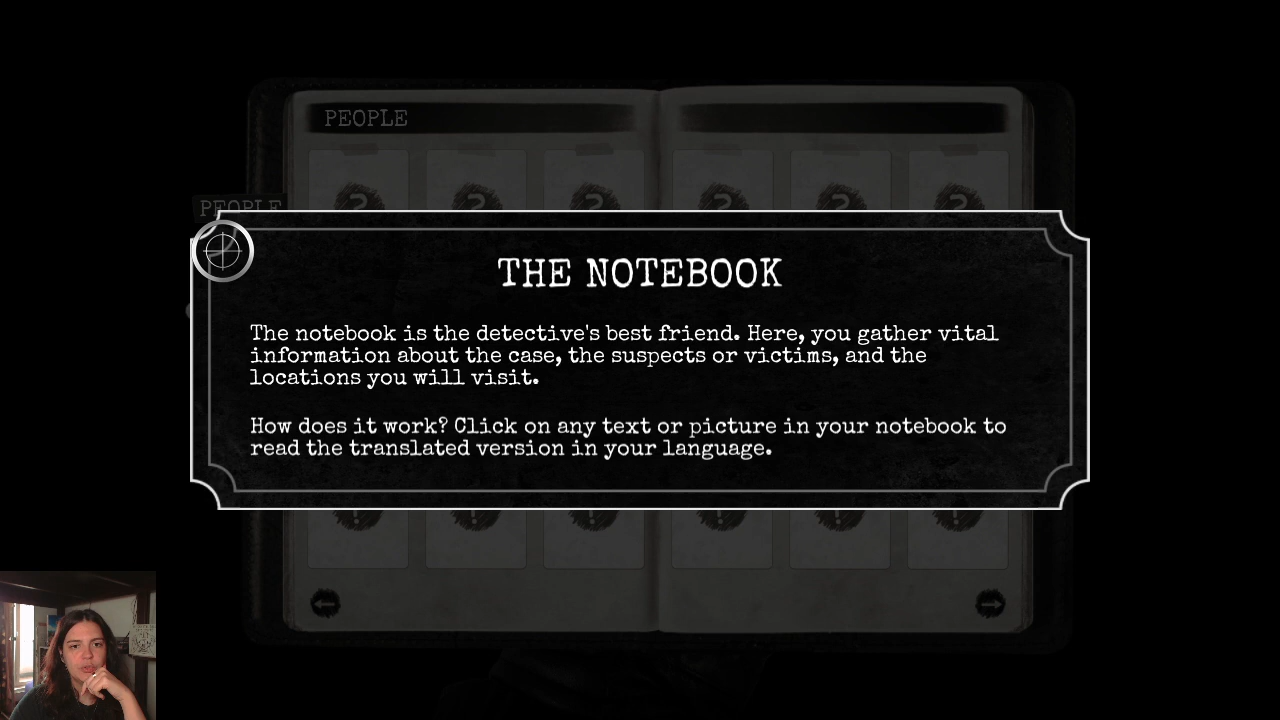 PEOPLE
PEOPLE
THE NOTEBOOK
The notebook is the detective's best friend. Here, you gather vital
information about the case, the suspects or victims, and the
locations you will visit.
How does it work? Click on any text or picture in your notebook to
read the translated version in your language.